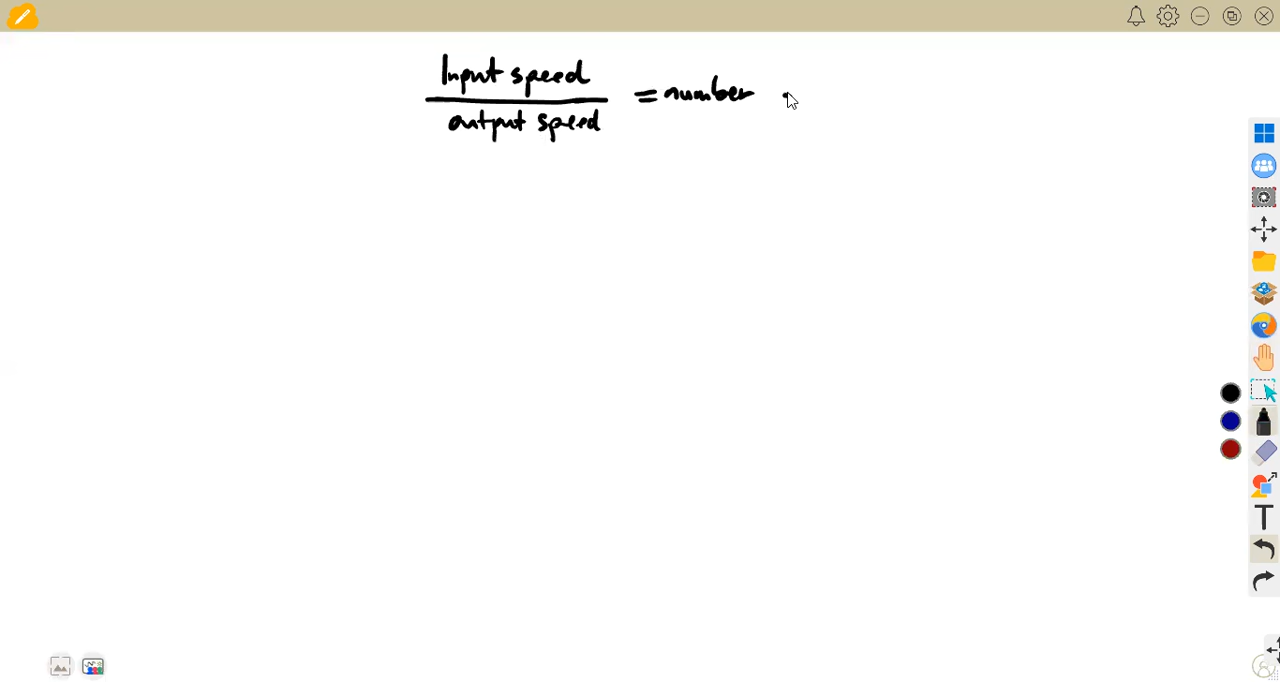 Input speed
output speed
= number
T